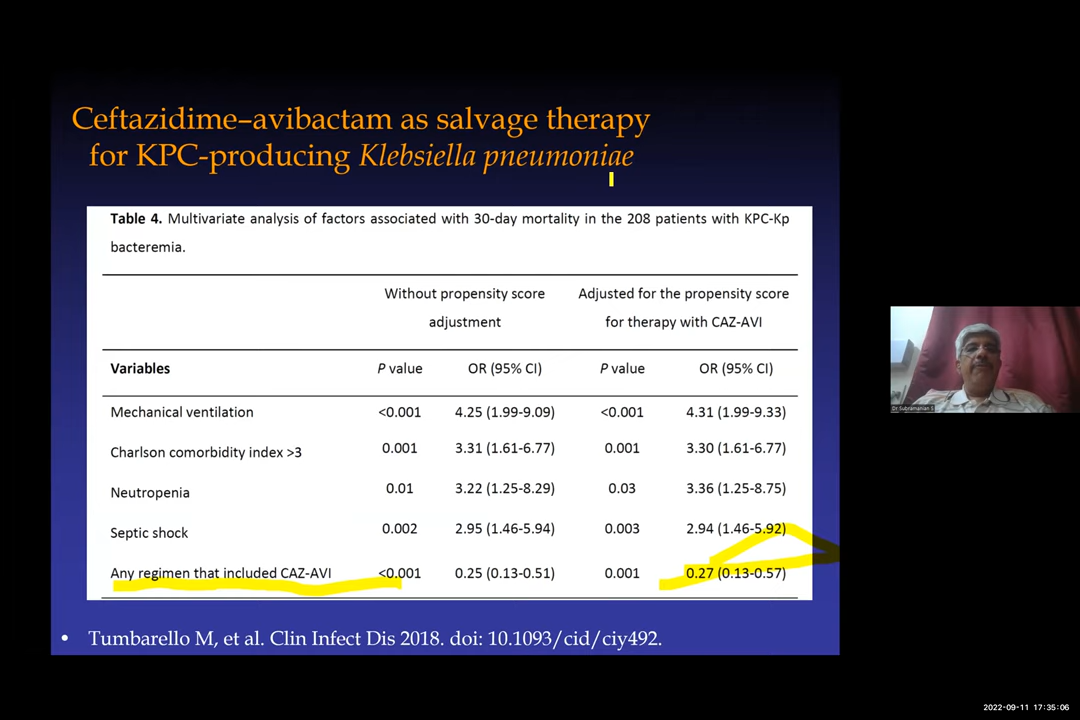 Ceftazidime–avibactam as salvage therapy
for KPC-producing Klebsiella pneumoniae
Table 4. Multivariate analysis of factors associated with 30-day mortality in the 208 patients with KPC-Kp
bacteremia.
Without propensity score Adjusted for the propensity score
adjustment for therapy with CAZ-AVI
Variables P value OR (95% CI) P value OR (95% CI)
Mechanical ventilation <0.001 4.25 (1.99-9.09) <0.001 4.31 (1.99-9.33)
Charlson comorbidity index >3 0.001 3.31 (1.61-6.77) 0.001 3.30 (1.61-6.77)
Neutropenia 0.01 3.22 (1.25-8.29) 0.03 3.36 (1.25-8.75)
Septic shock 0.002 2.95 (1.46-5.94) 0.003 2.94 (1.46-5.92)
Any regimen that included CAZ-AVI <0.001 0.25 (0.13-0.51) 0.001 0.27 (0.13-0.57)
• Tumbarello M, et al. Clin Infect Dis 2018. doi: 10.1093/cid/ciy492.
Dr Subramanian S
2022-09-11 17:35:06